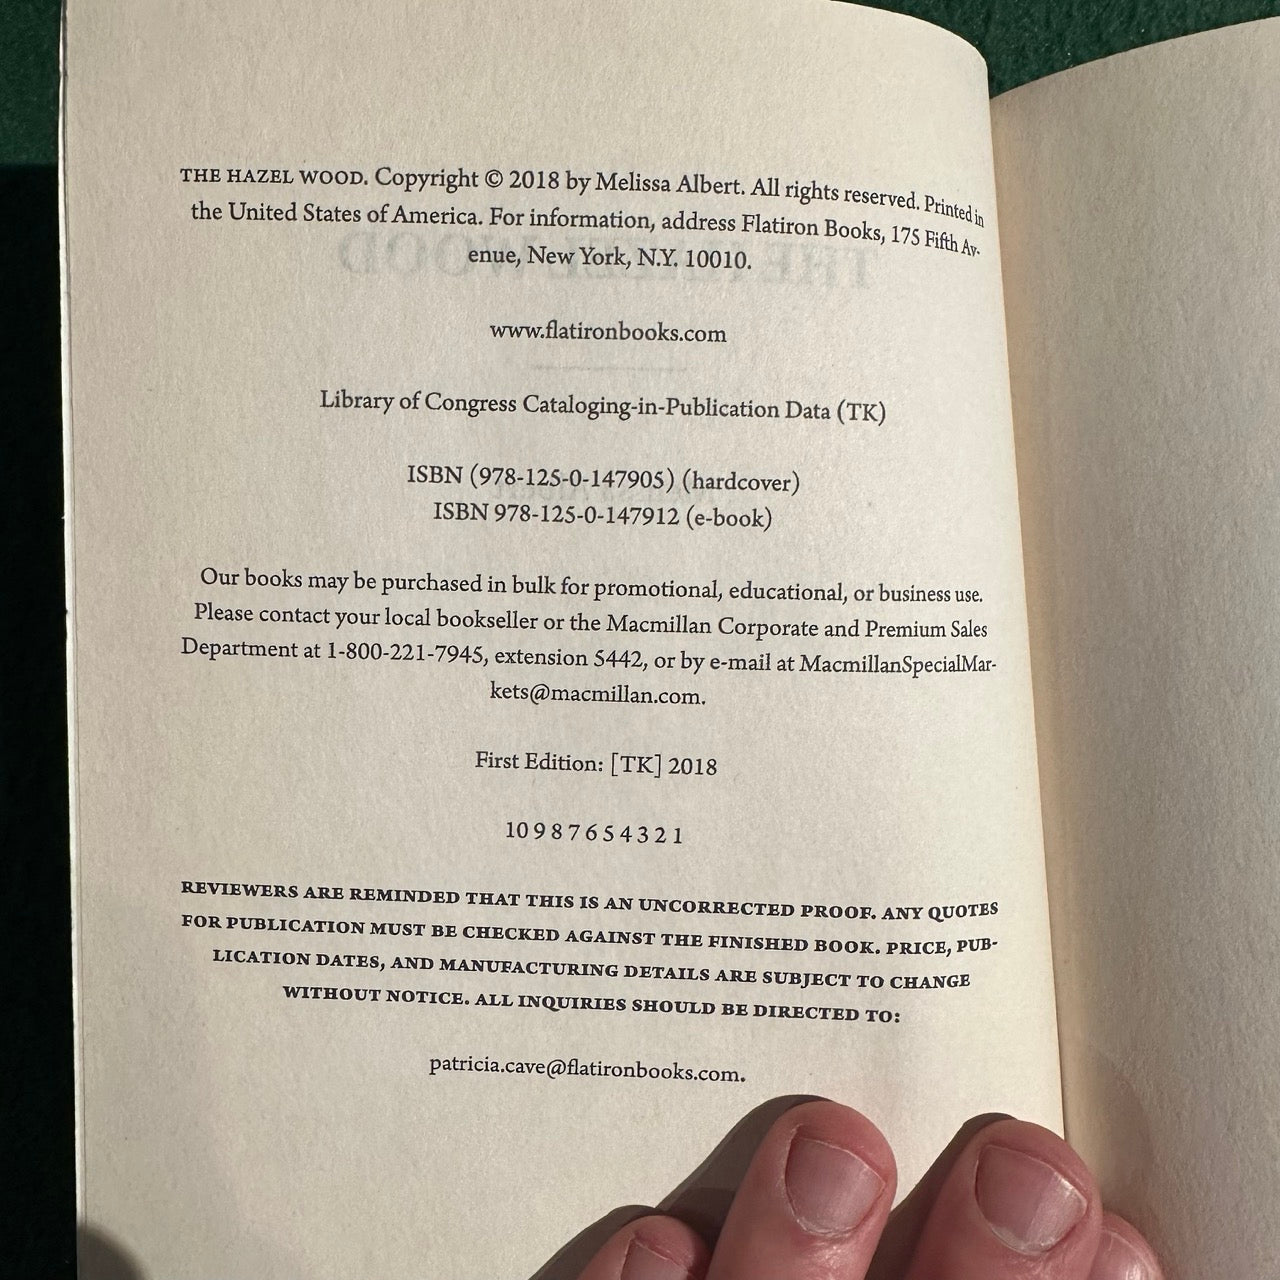 THE HAZEL WOOD. Copyright © 2018 by Melissa Albert. All rights reserved. Printed in
the United States of America. For information, address Flatiron Books, 175 Fifth Av-
enue, New York, N.Y. 10010.
www.flatironbooks.com
Library of Congress Cataloging-in-Publication Data (TK)
ISBN (978-125-0-147905) (hardcover)
ISBN 978-125-0-147912 (e-book)
Our books may be purchased in bulk for promotional, educational, or business use.
Please contact your local bookseller or the Macmillan Corporate and Premium Sales
Department at 1-800-221-7945, extension 5442, or by e-mail at MacmillanSpecialMar-
kets@macmillan.com.
First Edition: [TK] 2018
10 9 8 7 6 5 4 3 2 1
REVIEWERS ARE REMINDED THAT THIS IS AN UNCORRECTED PROOF. ANY QUOTES
FOR PUBLICATION MUST BE CHECKED AGAINST THE FINISHED BOOK. PRICE, PUB-
LICATION DATES, AND MANUFACTURING DETAILS ARE SUBJECT TO CHANGE
WITHOUT NOTICE. ALL INQUIRIES SHOULD BE DIRECTED TO:
patricia.cave@flatironbooks.com.